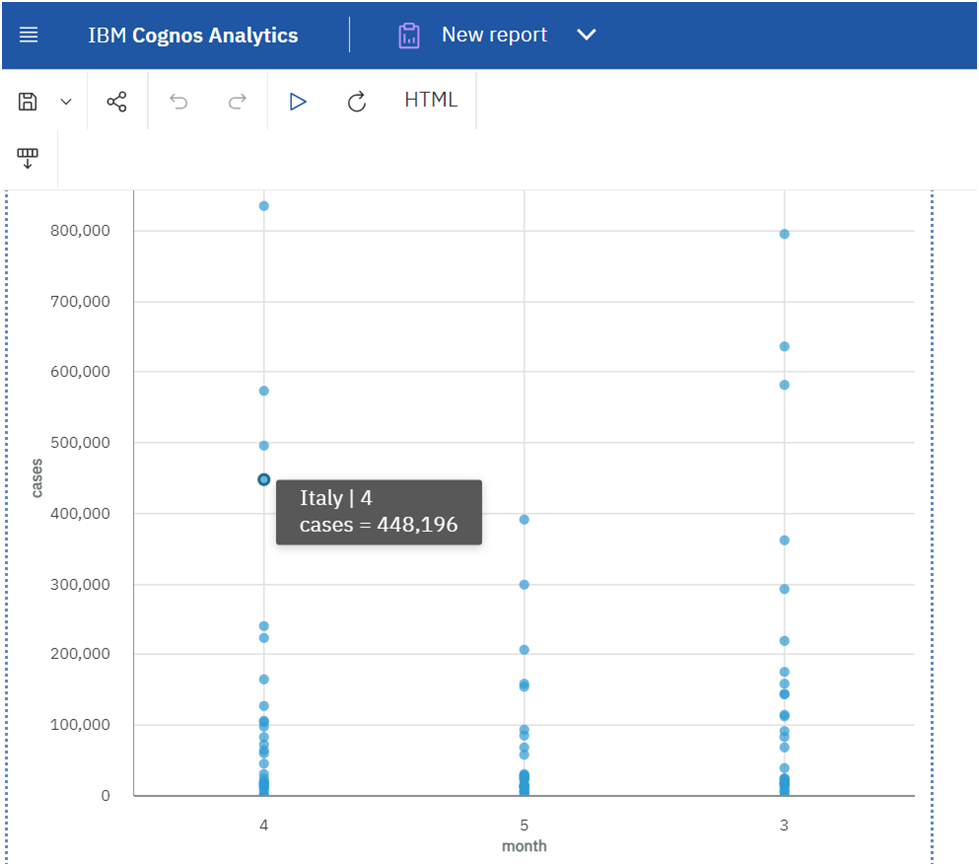 IBM Cognos Analytics
New report
HTML
800,000
700,000
600,000
500,000
400,000
300,000
200,000
100,000
0
cases
Italy | 4
cases = 448,196
4
5
3
month